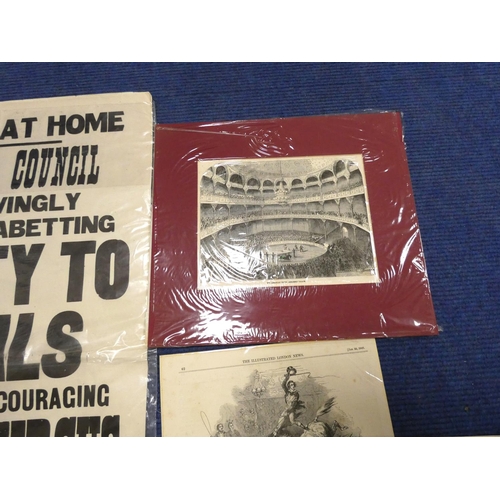 AT HOME
COUNCIL
VINGLY
ABETTING
TY TO
LS
COURAGING
THE ILLUSTRATED LONDON NEWS.